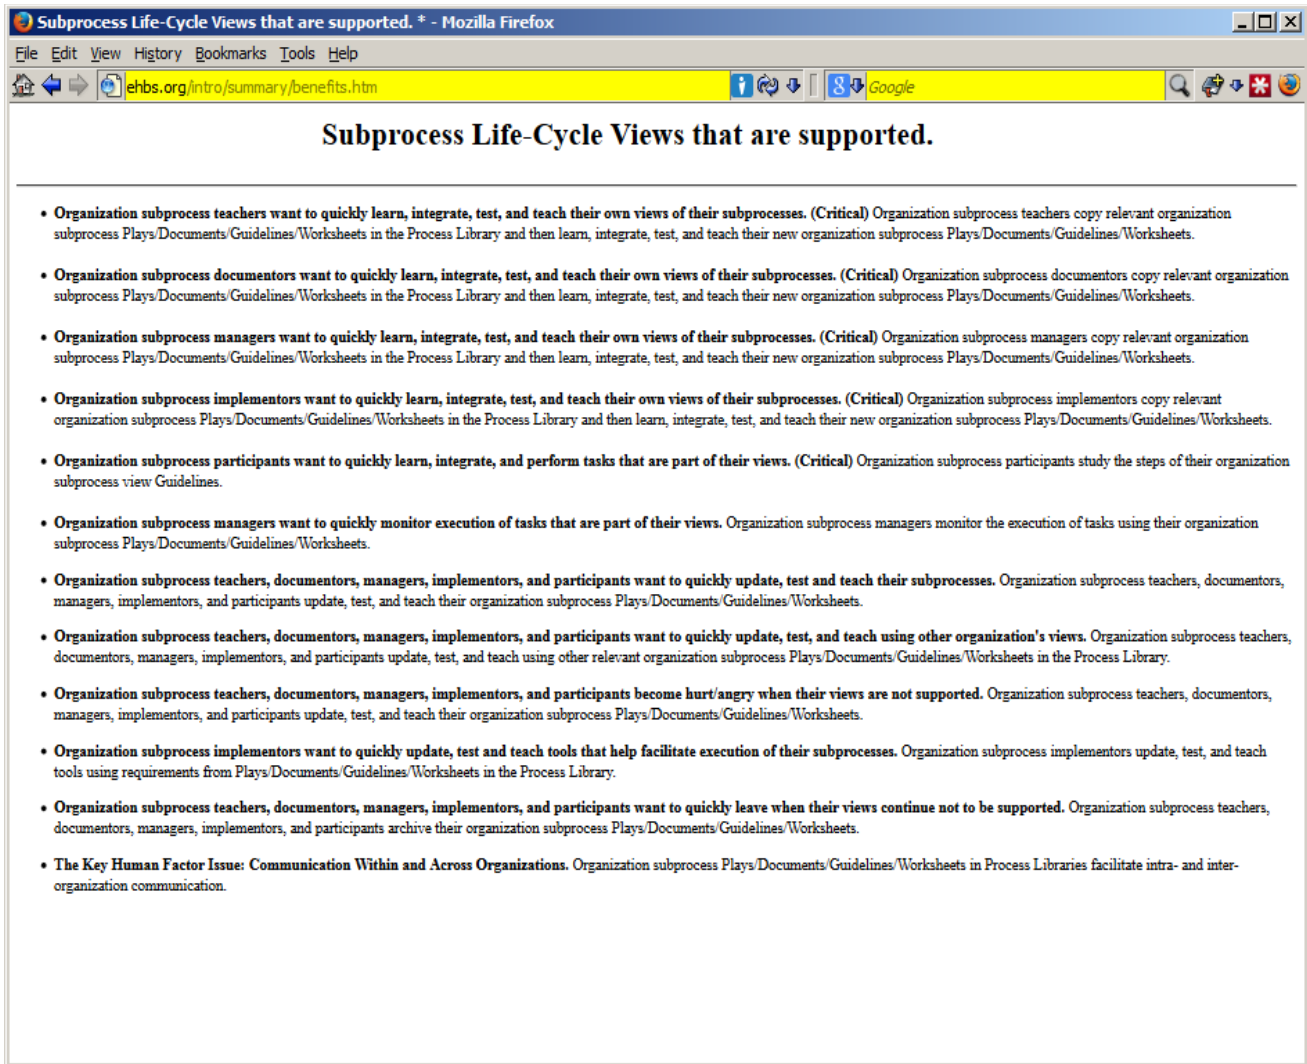 Subprocess Life-Cycle Views that are supported. * - Mozilla Firefox
File Edit View History Bookmarks Tools Help
ehbs.org/intro/summary/benefits.htm
8 Google
Subprocess Life-Cycle Views that are supported.
• Organization subprocess teachers want to quickly learn, integrate, test, and teach their own views of their subprocesses. (Critical) Organization subprocess teachers copy relevant organization
subprocess Plays/Documents/Guidelines/Worksheets in the Process Library and then learn, integrate, test, and teach their new organization subprocess Plays/Documents/Guidelines/Worksheets.
• Organization subprocess documentors want to quickly learn, integrate, test, and teach their own views of their subprocesses. (Critical) Organization subprocess documentors copy relevant organization
subprocess Plays/Documents/Guidelines/Worksheets in the Process Library and then learn, integrate, test, and teach their new organization subprocess Plays/Documents/Guidelines/Worksheets.
• Organization subprocess managers want to quickly learn, integrate, test, and teach their own views of their subprocesses. (Critical) Organization subprocess managers copy relevant organization
subprocess Plays/Documents/Guidelines/Worksheets in the Process Library and then learn, integrate, test, and teach their new organization subprocess Plays/Documents/Guidelines/Worksheets.
• Organization subprocess implementors want to quickly learn, integrate, test, and teach their own views of their subprocesses. (Critical) Organization subprocess implementors copy relevant
organization subprocess Plays/Documents/Guidelines/Worksheets in the Process Library and then learn, integrate, test, and teach their new organization subprocess Plays/Documents/Guidelines/Worksheets.
• Organization subprocess participants want to quickly learn, integrate, and perform tasks that are part of their views. (Critical) Organization subprocess participants study the steps of their organization
subprocess view Guidelines.
• Organization subprocess managers want to quickly monitor execution of tasks that are part of their views. Organization subprocess managers monitor the execution of tasks using their organization
subprocess Plays/Documents/Guidelines/Worksheets.
• Organization subprocess teachers, documentors, managers, implementors, and participants want to quickly update, test and teach their subprocesses. Organization subprocess teachers, documentors,
managers, implementors, and participants update, test, and teach their organization subprocess Plays/Documents/Guidelines/Worksheets.
• Organization subprocess teachers, documentors, managers, implementors, and participants want to quickly update, test, and teach using other organization's views. Organization subprocess teachers,
documentors, managers, implementors, and participants update, test, and teach using other relevant organization subprocess Plays/Documents/Guidelines/Worksheets in the Process Library.
• Organization subprocess teachers, documentors, managers, implementors, and participants become hurt/angry when their views are not supported. Organization subprocess teachers, documentors,
managers, implementors, and participants update, test, and teach their organization subprocess Plays/Documents/Guidelines/Worksheets.
• Organization subprocess implementors want to quickly update, test and teach tools that help facilitate execution of their subprocesses. Organization subprocess implementors update, test, and teach
tools using requirements from Plays/Documents/Guidelines/Worksheets in the Process Library.
• Organization subprocess teachers, documentors, managers, implementors, and participants want to quickly leave when their views continue not to be supported. Organization subprocess teachers,
documentors, managers, implementors, and participants archive their organization subprocess Plays/Documents/Guidelines/Worksheets.
• The Key Human Factor Issue: Communication Within and Across Organizations. Organization subprocess Plays/Documents/Guidelines/Worksheets in Process Libraries facilitate intra- and inter-
organization communication.